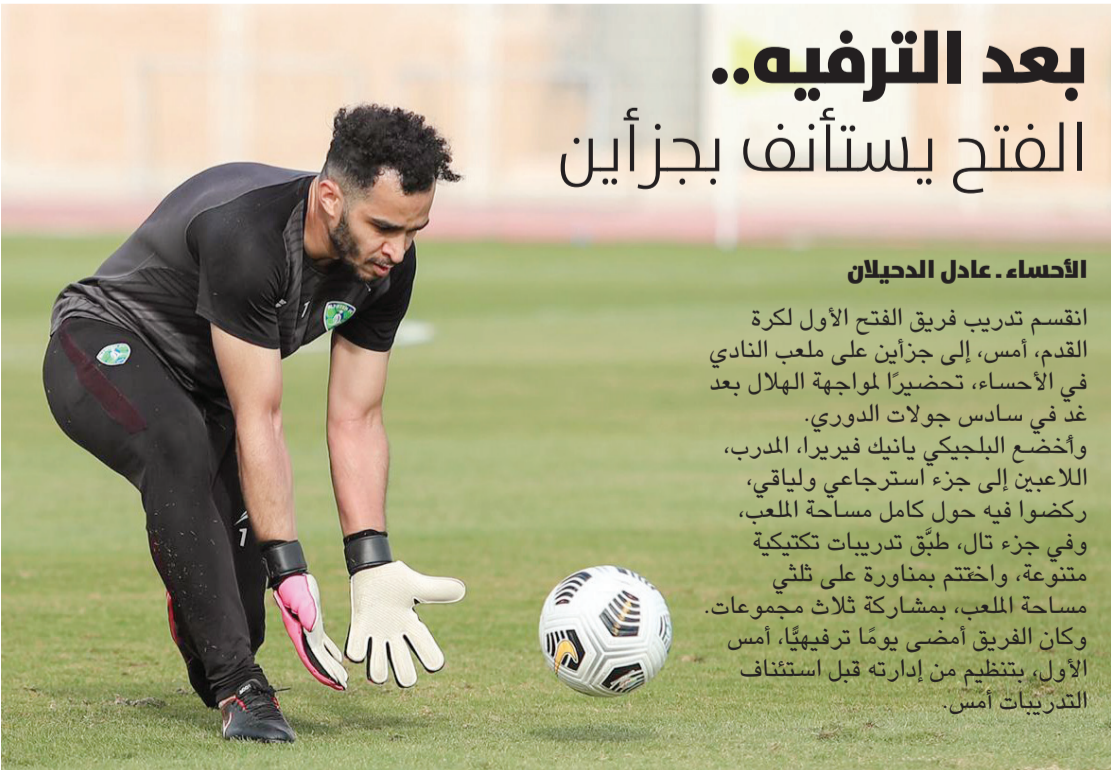 بعد الترفيه..
الفتح يستأنف بجزأين
الأحساء ـ عادل الدحيلان
انقسم تدريب فريق الفتح الأول لكرة
القدم، أمس، إلى جزأين على ملعب النادي
في الأحساء، تحضيرًا لمواجهة الهلال بعد
غد في سادس جولات الدوري.
وأخضع البلجيكي يانيك فيريرا، المدرب،
اللاعبين إلى جزء استرجاعي ولياقي،
ركضوا فيه حول كامل مساحة الملعب،
وفي جزء تال، طبَّق تدريبات تكتيكية
متنوعة، واختتم بمناورة على ثلثي
مساحة الملعب، بمشاركة ثلاث مجموعات.
وكان الفريق أمضى يومًا ترفيهيًّا، أمس
الأول، بتنظيم من إدارته قبل استئناف
التدريبات أمس.
1
1